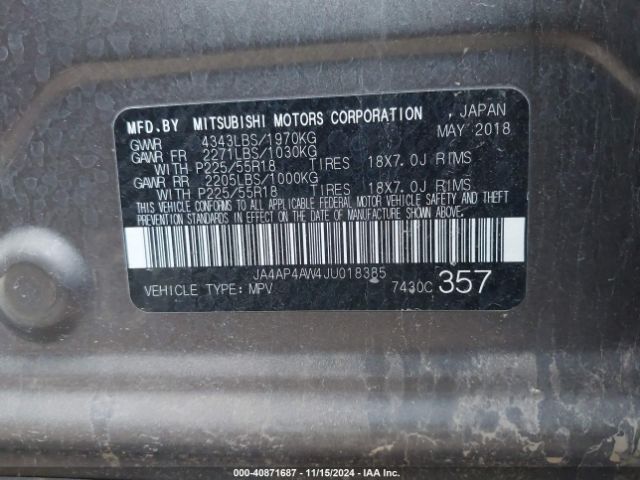 MFD.BY MITSUBISHI MOTORS CORPORATION , JAPAN
GVWR 4343LBS/1970KG MAY 2018
GAWR FR 2271LBS/1030KG
WITH P225/55R18 TIRES 18X7.0J RIMS
GAWR RR 2205LBS/1000KG
WITH P225/55R18 TIRES 18X7.0J RIMS
THIS VEHICLE CONFORMS TO ALL APPLICABLE FEDERAL MOTOR VEHICLE SAFETY AND THEFT
PREVENTION STANDARDS IN EFFECT ON THE DATE OF MANUFACTURE SHOWN ABOVE.
JA4AP4AW4JU018385
VEHICLE TYPE: MPV 7430C 357
000-40871687 - 11/15/2024 - IAA Inc.